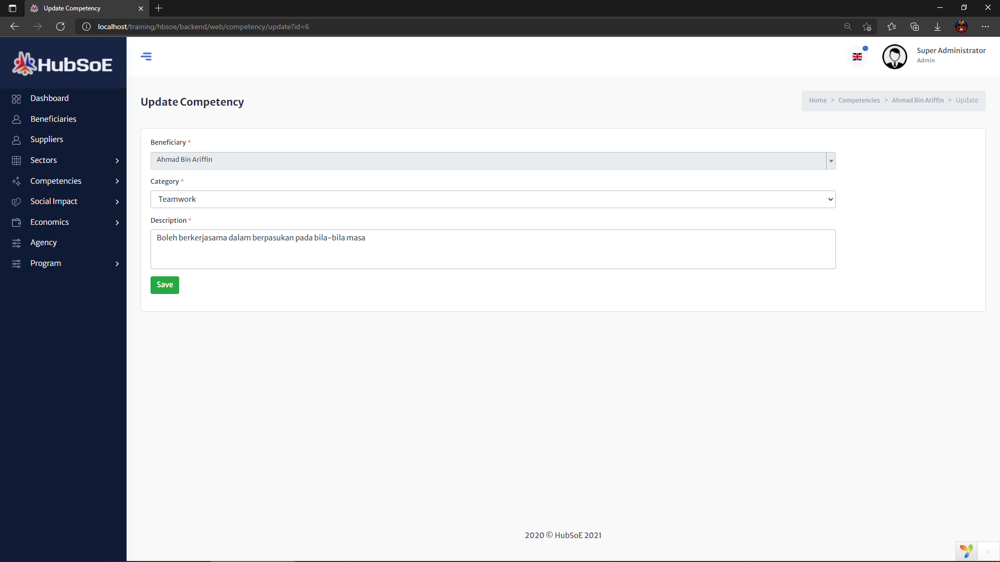 Update Competency
localhost/training/hbsoe/backend/web/competency/update?id=6
HubSoE
Super Administrator
Admin
Dashboard
Beneficiaries
Suppliers
Sectors
Competencies
Social Impact
Economics
Agency
Program
Update Competency
Home > Competencies > Ahmad Bin Ariffin > Update
Beneficiary *
Ahmad Bin Ariffin
Category *
Teamwork
Description *
Boleh berkerjasama dalam berpasukan pada bila-bila masa
Save
2020 © HubSoE 2021